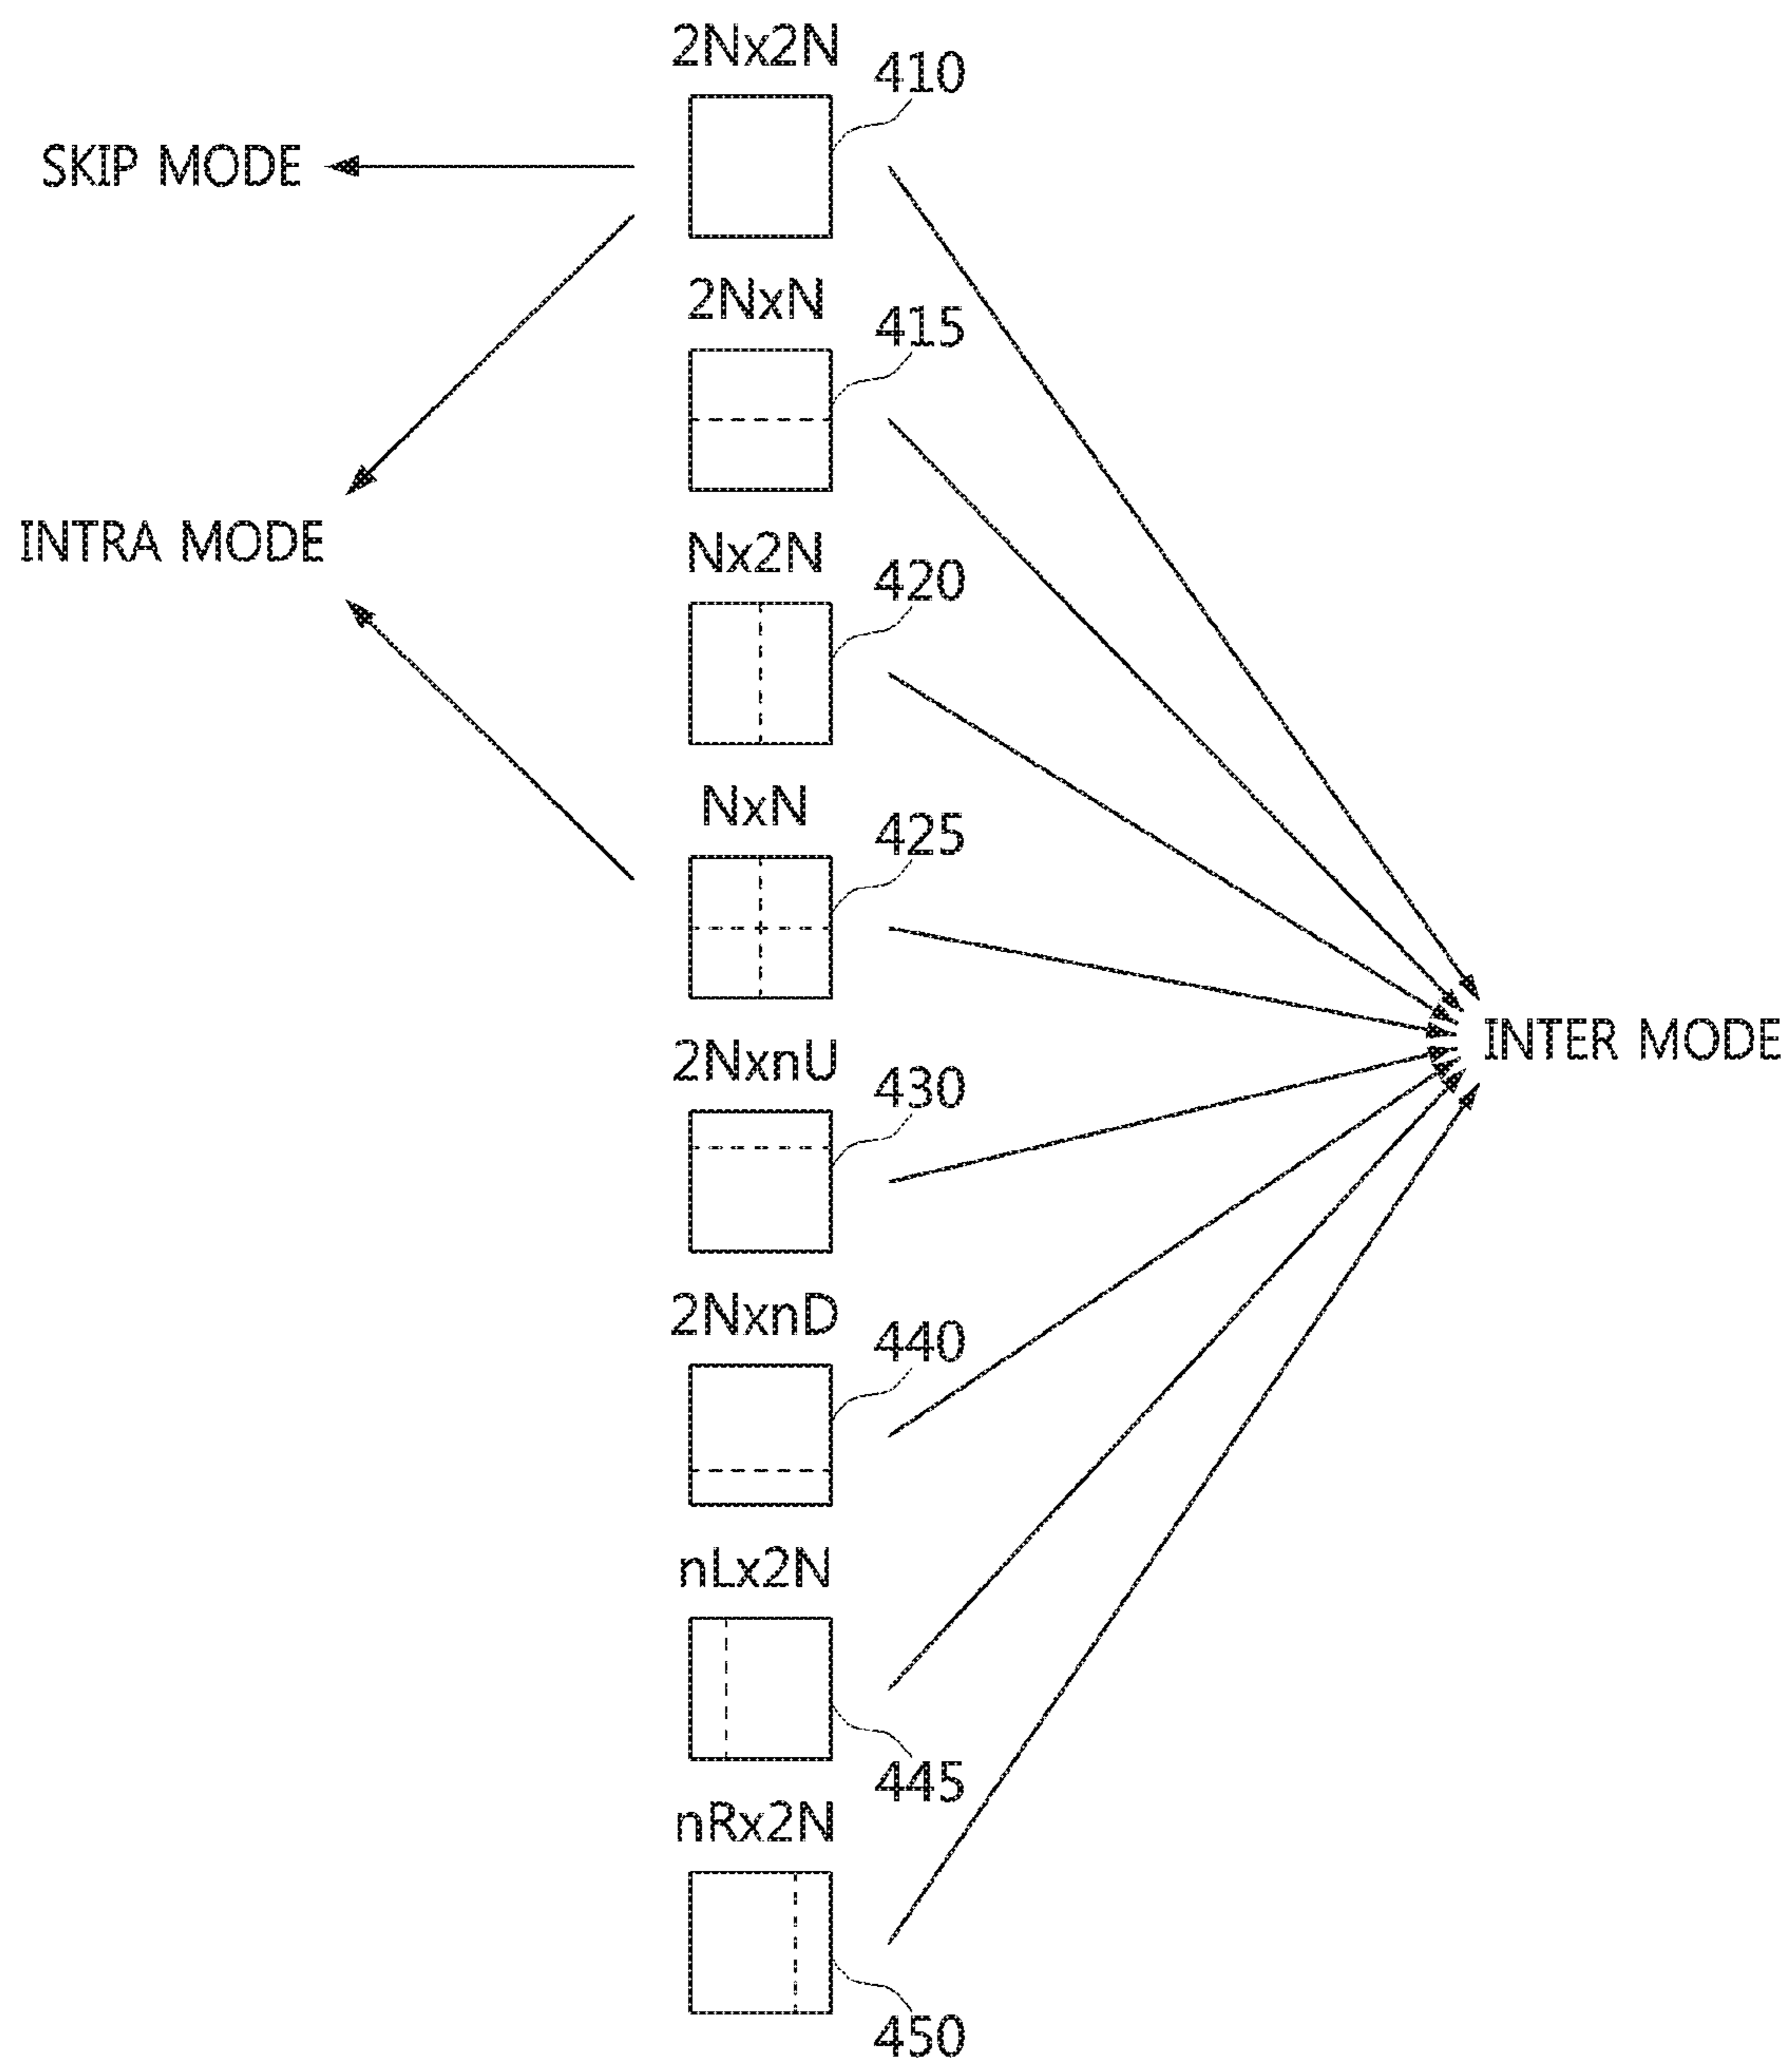 2Nx2N
410
SKIP MODE
2NxN
415
INTRA MODE
Nx2N
420
NxN
425
INTER MODE
2NxnU
430
2NxnD
440
nLx2N
445
nRx2N
450